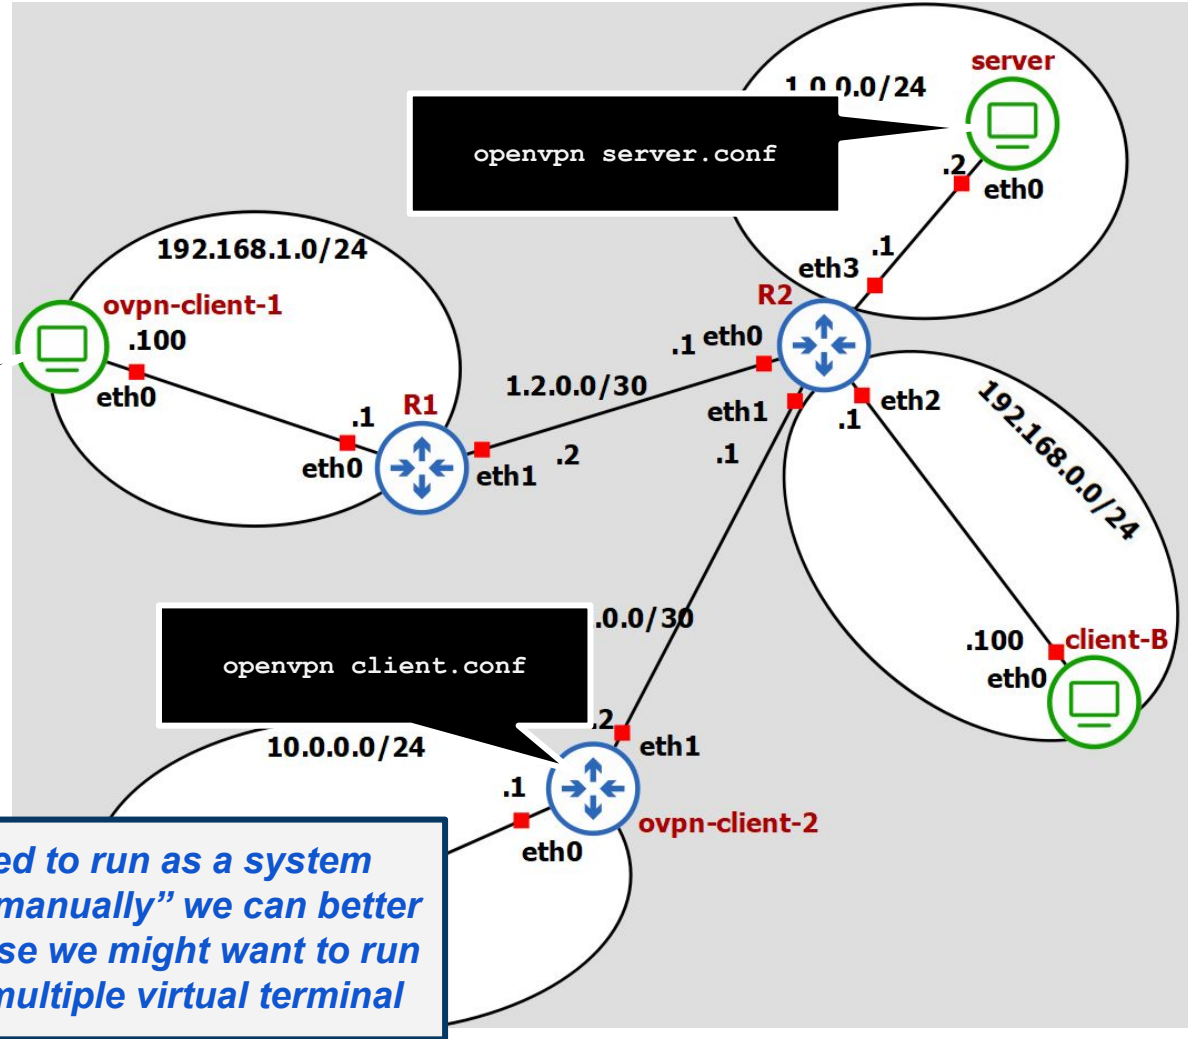 server
1.0.0.0/24
openvpn server.conf
.2
eth0
192.168.1.0/24
.1
eth3
R2
ovpn-client-1
.100
eth0
.1 eth0
1.2.0.0/30
.1
R1
eth0
eth1
.2
eth1
.1
eth2
.1
192.168.0.0/24
.0.0/30
openvpn client.conf
.100
client-B
eth0
.2
eth1
10.0.0.0/24
.1
ovpn-client-2
eth0
ed to run as a system
manually” we can better
se we might want to run
multiple virtual terminal